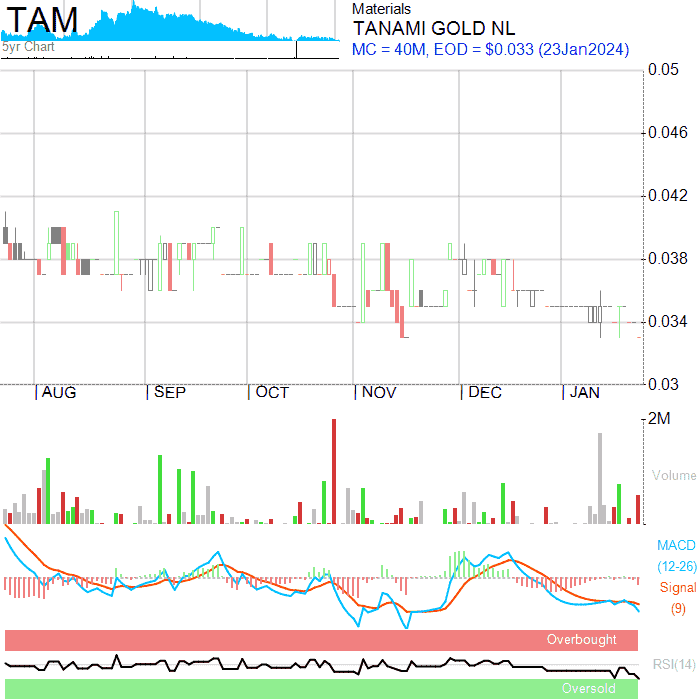 TAM
5yr Chart
Materials
TANAMI GOLD NL
MC = 40M, EOD = $0.033 (23Jan2024)
0.05
0.046
0.042
0.038
0.034
0.03
AUG SEP OCT NOV DEC JAN
2M
Volume
MACD
(12-26)
Signal
(9)
Overbought
RSI(14)
Oversold